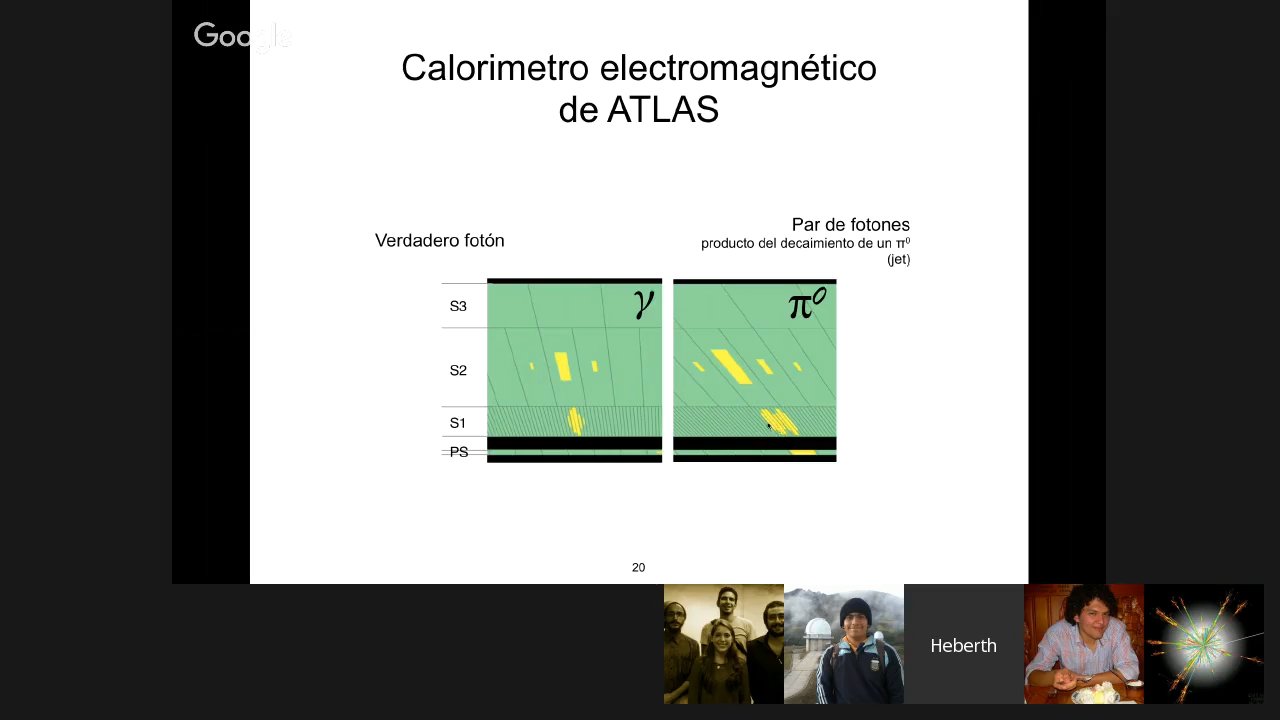 Google
Calorimetro electromagnético
de ATLAS
Verdadero fotón
Par de fotones
producto del decaimiento de un π⁰
(jet)
γ
π⁰
S3
S2
S1
PS
20
Heberth